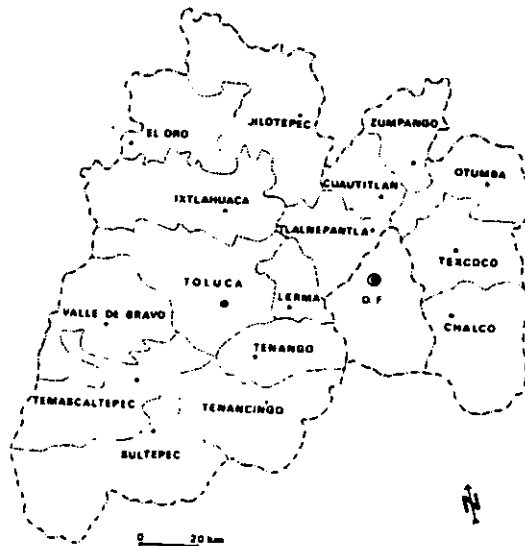 JILOTEPEC
ZUMPANGO
EL ORO
OTUMBA
CUAUTITLAN
IXTLAHUACA
TLALNEPANTLA
TEXCOCO
TOLUCA
LERMA
D.F
VALLE DE BRAVO
CHALCO
TENANGO
TEMASCALTEPEC
TENANCINGO
SULTEPEC
N
0 20 km